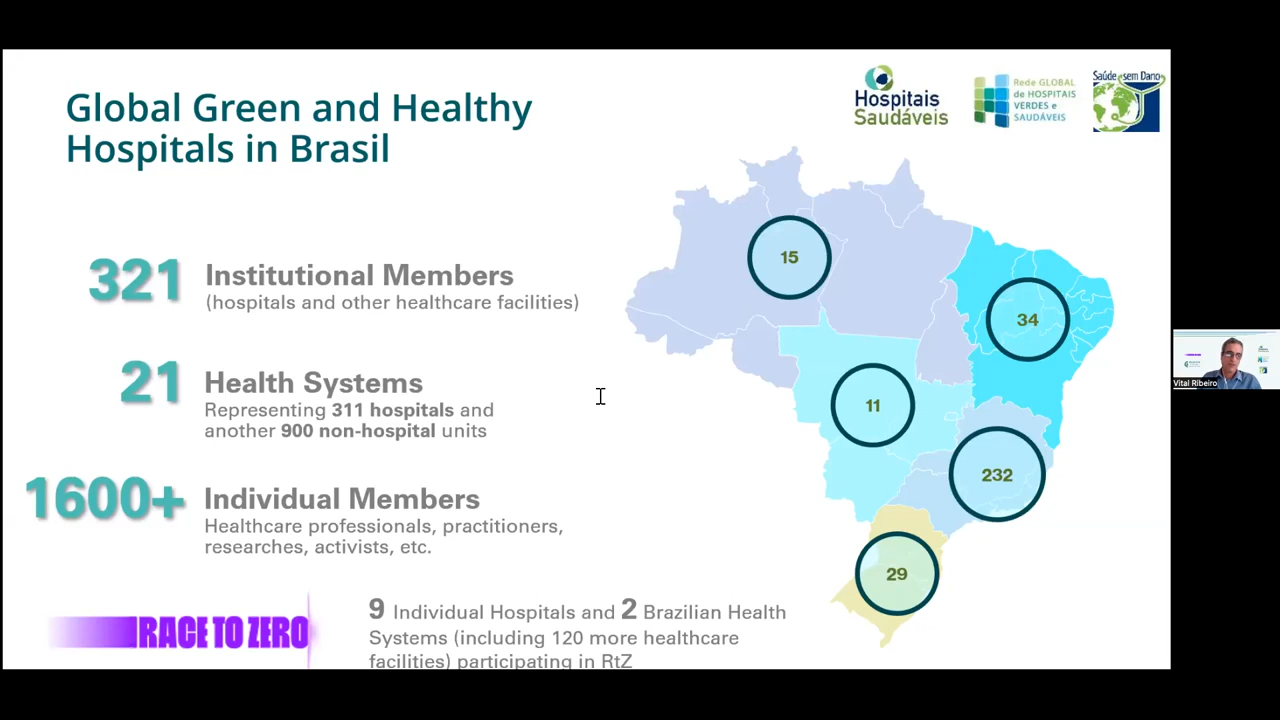 Global Green and Healthy
Hospitals in Brasil
Hospitais
Saudáveis
Rede GLOBAL
de HOSPITAIS
VERDES e
SAUDÁVEIS
Saúde sem Dano
321
Institutional Members
(hospitals and other healthcare facilities)
21
Health Systems
Representing 311 hospitals and
another 900 non-hospital units
1600+
Individual Members
Healthcare professionals, practitioners,
researches, activists, etc.
RACE TO ZERO
9 Individual Hospitals and 2 Brazilian Health
Systems (including 120 more healthcare
facilities) participating in RtZ
15
34
11
232
29
Vital Ribeiro